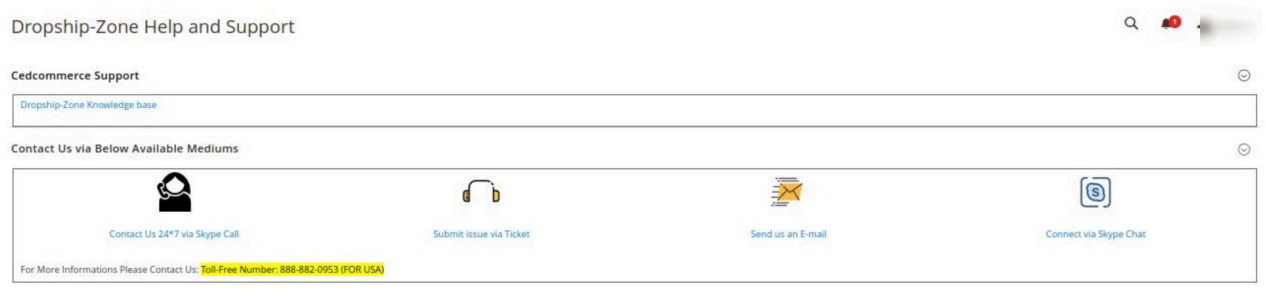 Dropship-Zone Help and Support
1
Cedcommerce Support
Dropship-Zone Knowledge base
Contact Us via Below Available Mediums
S
Contact Us 24*7 via Skype Call
Submit issue via Ticket
Send us an E-mail
Connect via Skype Chat
For More Informations Please Contact Us: Toll-Free Number: 888-882-0953 (FOR USA)